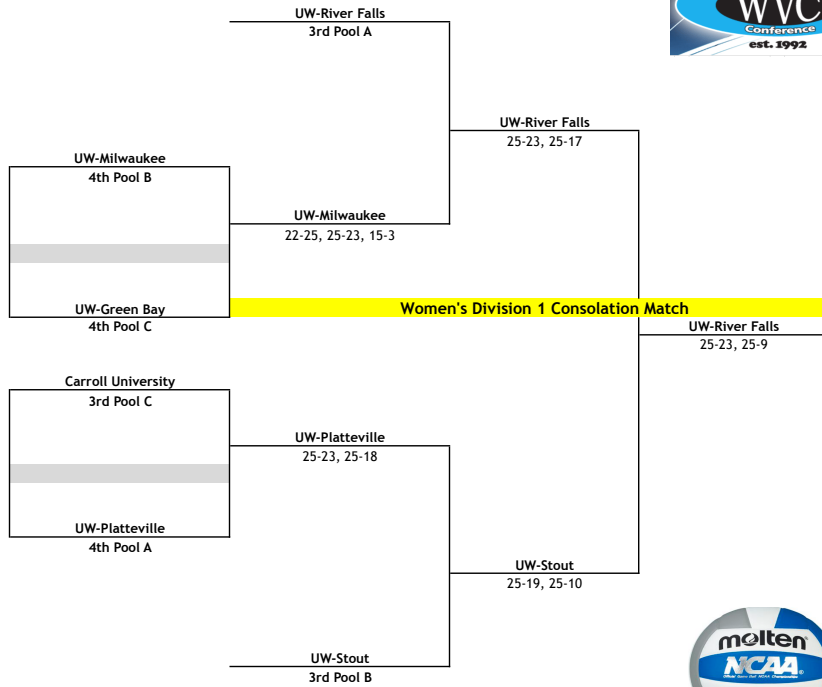 UW-River Falls
3rd Pool A
WVC
Conference
est. 1992
UW-River Falls
25-23, 25-17
UW-Milwaukee
4th Pool B
UW-Milwaukee
22-25, 25-23, 15-3
UW-Green Bay
4th Pool C
Women's Division 1 Consolation Match
UW-River Falls
25-23, 25-9
Carroll University
3rd Pool C
UW-Platteville
25-23, 25-18
UW-Platteville
4th Pool A
UW-Stout
25-19, 25-10
UW-Stout
3rd Pool B
molten
NCAA